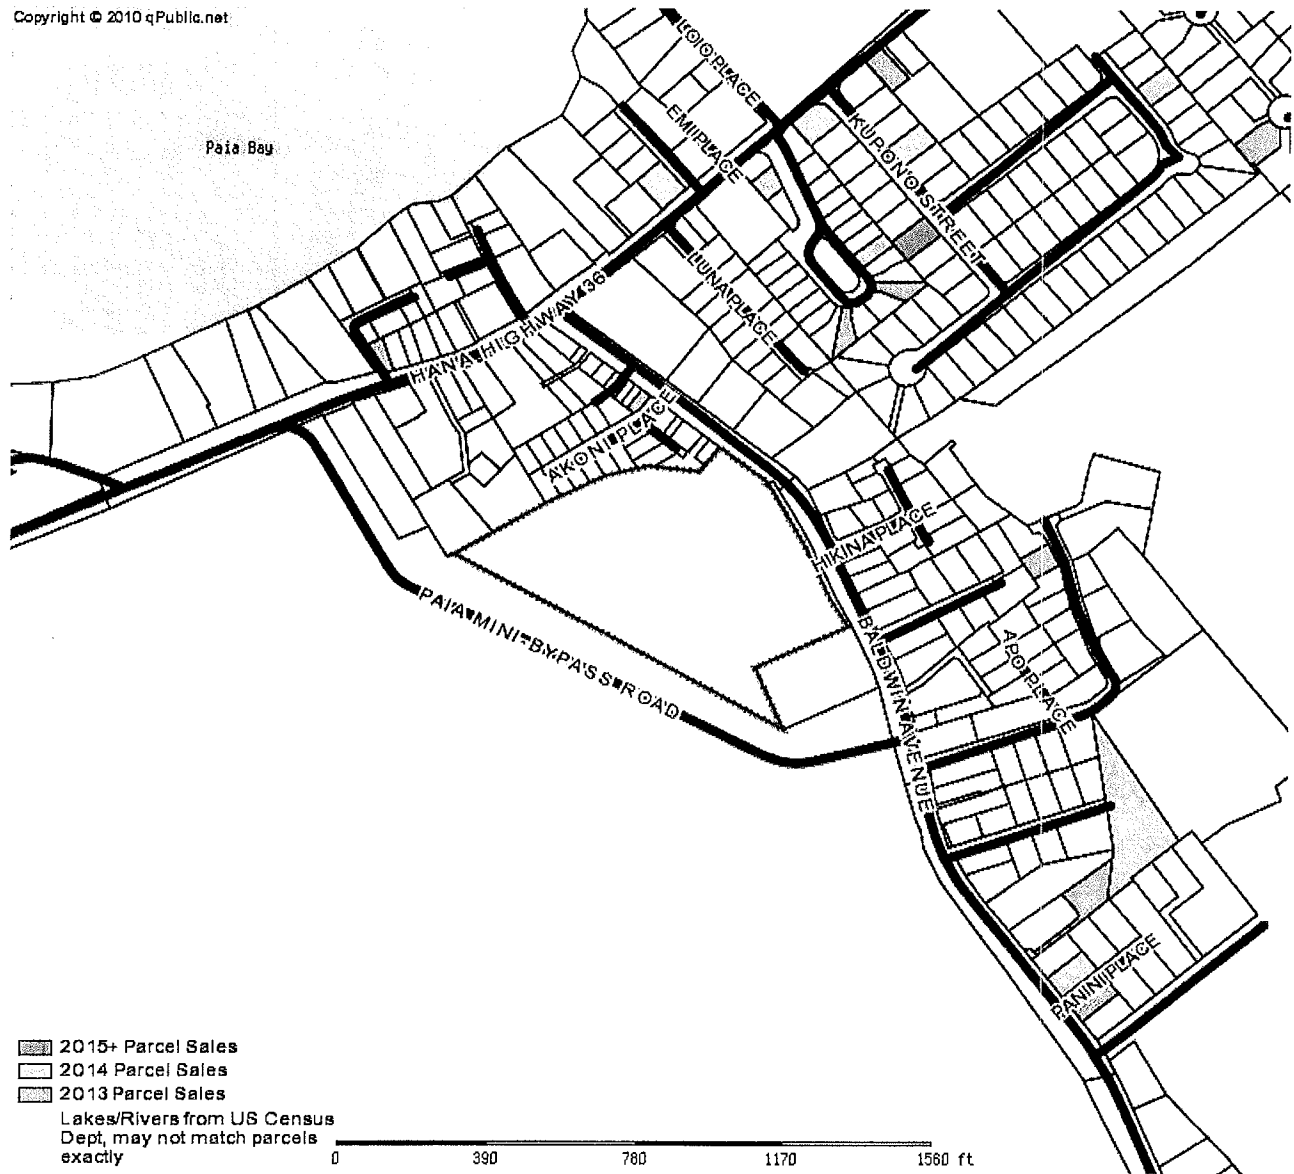 Copyright © 2010 qPublic.net
LOIO PLACE
EMI PLACE
KUPONO STREET
Paia Bay
LUNA PLACE
HANA HIGHWAY 36
AKONI PLACE
HIKINA PLACE
PAIA MINI-BYPASS ROAD
BALDWIN AVENUE
APO PLACE
PANINI PLACE
2015+ Parcel Sales
2014 Parcel Sales
2013 Parcel Sales
Lakes/Rivers from US Census
Dept, may not match parcels
exactly
0 390 780 1170 1560 ft